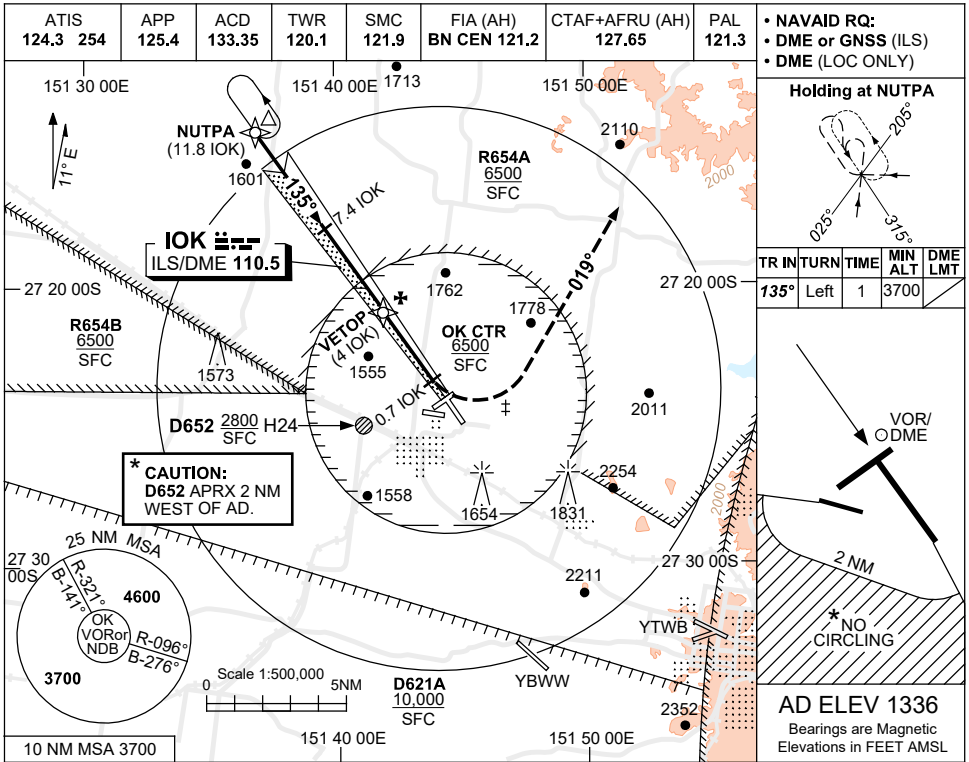 ATIS
124.3 254
APP
125.4
ACD
133.35
TWR
120.1
SMC
121.9
FIA (AH)
BN CEN 121.2
CTAF+AFRU (AH)
127.65
PAL
121.3
• NAVAID RQ:
• DME or GNSS (ILS)
• DME (LOC ONLY)
151 30 00E
1713
151 40 00E
151 50 00E
Holding at NUTPA
205°
025°
315°
TR IN
TURN
TIME
MIN ALT
DME LMT
135°
Left
1
3700
11° E
NUTPA
(11.8 IOK)
1601
2110
2000
R654A
6500
SFC
135°
7.4 IOK
IOK
ILS/DME 110.5
019°
27 20 00S
27 20 00S
1762
1778
R654B
6500
SFC
VETOP
(4 IOK)
OK CTR
6500
SFC
1573
1555
2011
0.7 IOK
‡
D652 2800 H24
SFC
* CAUTION:
D652 APRX 2 NM
WEST OF AD.
1558
1654
1831
2254
2000
VOR/
DME
2 NM
* NO
CIRCLING
27 30
00S
27 30 00S
25 NM MSA
R-321°
B-141°
4600
OK
VORor
NDB
R-096°
B-276°
3700
2211
YTWB
YBWW
Scale 1:500,000
0
5NM
D621A
10,000
SFC
2352
10 NM MSA 3700
151 40 00E
151 50 00E
AD ELEV 1336
Bearings are Magnetic
Elevations in FEET AMSL